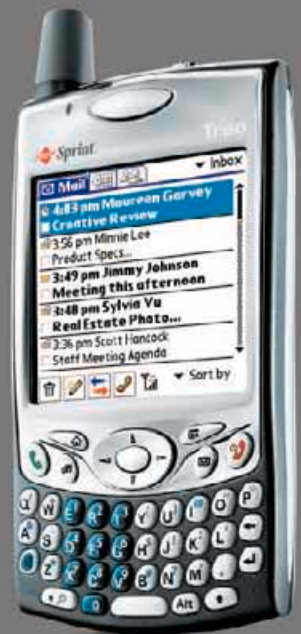 Sprint
Treo
Mail
Inbox
4:03 pm Maureen Garvey
Creative Review
3:56 pm Minnie Lee
Product Specs...
3:49 pm Jimmy Johnson
Meeting this afternoon
3:48 pm Sylvia Vu
Real Estate Photo...
3:36 pm Scott Hancock
Staff Meeting Agenda
Sort by
Q W E R T Y U I O P
A S D F G H J K L
Z X C V B N M .
0 Alt